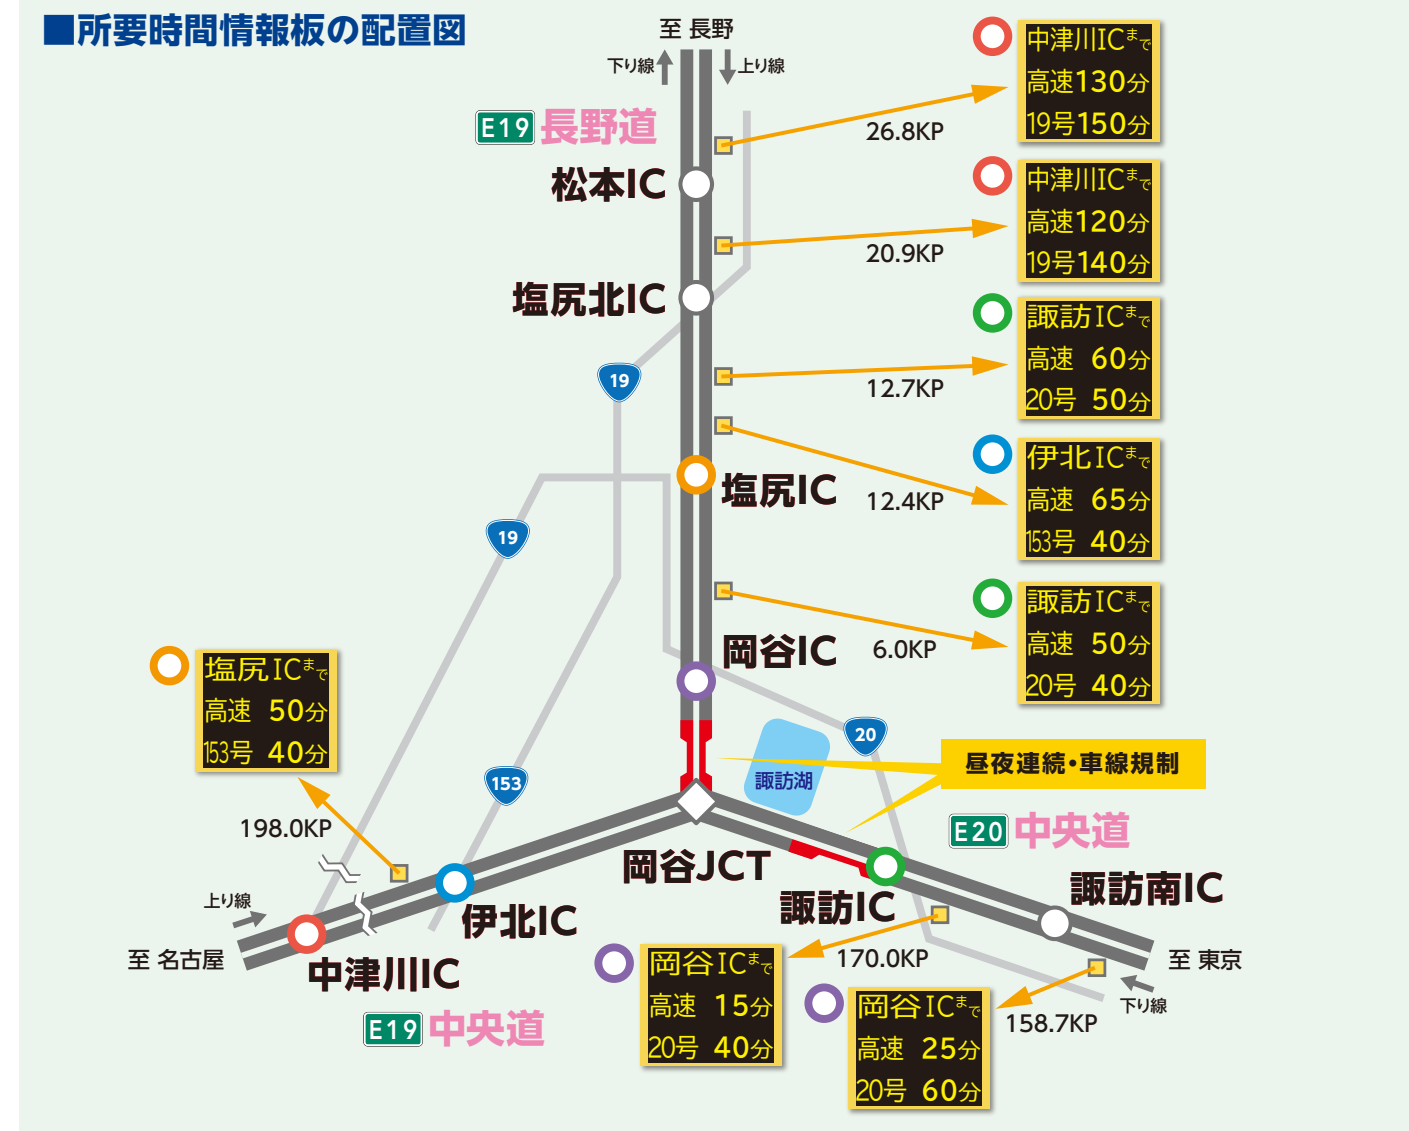 ■所要時間情報板の配置図
至 長野
下り線
上り線
E19 長野道
26.8KP
中津川ICまで
高速130分
19号150分
松本IC
20.9KP
中津川ICまで
高速120分
19号140分
塩尻北IC
19
12.7KP
諏訪ICまで
高速 60分
20号 50分
塩尻IC
12.4KP
伊北ICまで
高速 65分
153号 40分
19
岡谷IC
6.0KP
諏訪ICまで
高速 50分
20号 40分
塩尻ICまで
高速 50分
153号 40分
198.0KP
153
20
諏訪湖
昼夜連続・車線規制
E20 中央道
岡谷JCT
諏訪IC
諏訪南IC
上り線
至 名古屋
伊北IC
中津川IC
E19 中央道
至 東京
下り線
170.0KP
岡谷ICまで
高速 15分
20号 40分
158.7KP
岡谷ICまで
高速 25分
20号 60分